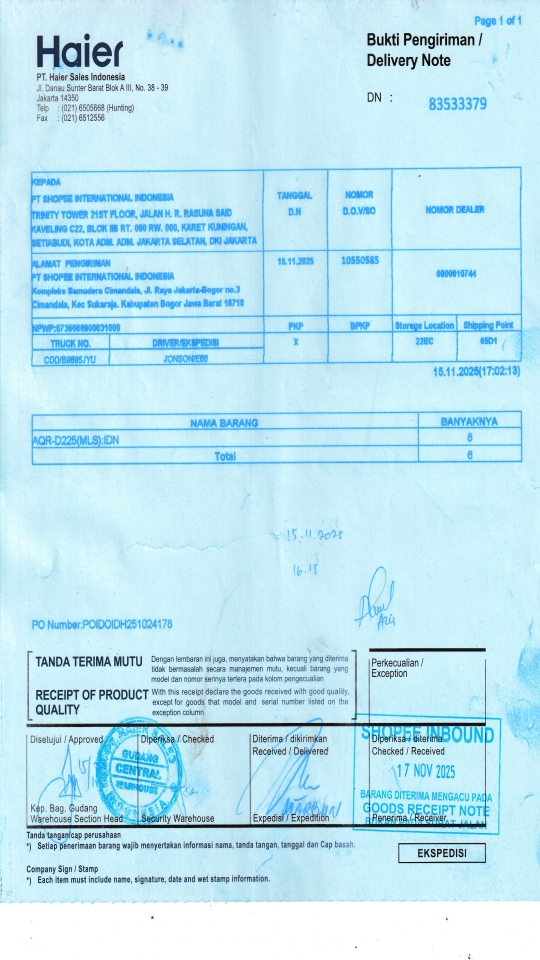 Page 1 of 1
Haier
Bukti Pengiriman /
Delivery Note
DN : 83533379
PT. Haier Sales Indonesia
Jl. Danau Sunter Barat Blok A III, No. 38 - 39
Jakarta 14350
Telp : (021) 6505668 (Hunting)
Fax : (021) 6512556
KEPADA
PT SHOPEE INTERNATIONAL INDONESIA
TRINITY TOWER 21ST FLOOR, JALAN H. R. RASUNA SAID
KAVELING C22, BLOK IIB RT. 000 RW. 000, KARET KUNINGAN,
SETIABUDI, KOTA ADM. ADM. JAKARTA SELATAN, DKI JAKARTA
TANGGAL
D.N
NOMOR
D.O.V/SO
NOMOR DEALER
ALAMAT PENGIRIMAN
PT SHOPEE INTERNATIONAL INDONESIA
Kompleks Samudera Cimandala, Jl. Raya Jakarta-Bogor no.3
Cimandala, Kec Sukaraja, Kabupaten Bogor Jawa Barat 16710
15.11.2025
10550585
PKP
BPKP
Storega Location
Shipping Point
TRUCK NO.
DRIVER/EKSPEDISI
X
22EC
65D1
JONSON/E66
15.11.2025(17:02:13)
NAMA BARANG
BANYAKNYA
AQR-D225(MLS):IDN
6
Total
6
15.11.2025
16.15
PO Number:POIDOIDH251024178
TANDA TERIMA MUTU
Dengan lembaran ini juga, menyatakan bahwa barang yang diterima
tidak bermasalah secara manajemen mutu, kecuali barang yang
model dan nomor serinya tertera pada kolom pengecualian
RECEIPT OF PRODUCT
QUALITY
With this receipt declare the goods received with good quality,
except for goods that model and serial number listed on the
exception column
Perkecualian /
Exception
Disetujui / Approved
Diperiksa / Checked
Diterima / dikirimkan
Received / Delivered
Diperiksa / diterima
Checked / Received
GUDANG
CENTRAL
WAREHOUSE
INDONESIA
SHOPEE INBOUND
17 NOV 2025
BARANG DITERIMA MENGACU PADA
GOODS RECEIPT NOTE
Kep. Bag. Gudang
Warehouse Section Head
Security Warehouse
Expedisi / Expedition
Penerima / Receiver
Tanda tangan/cap perusahaan
*) Setiap penerimaan barang wajib menyertakan informasi nama, tanda tangan, tanggal dan Cap basah.
EKSPEDISI
Company Sign / Stamp
*) Each item must include name, signature, date and wet stamp information.